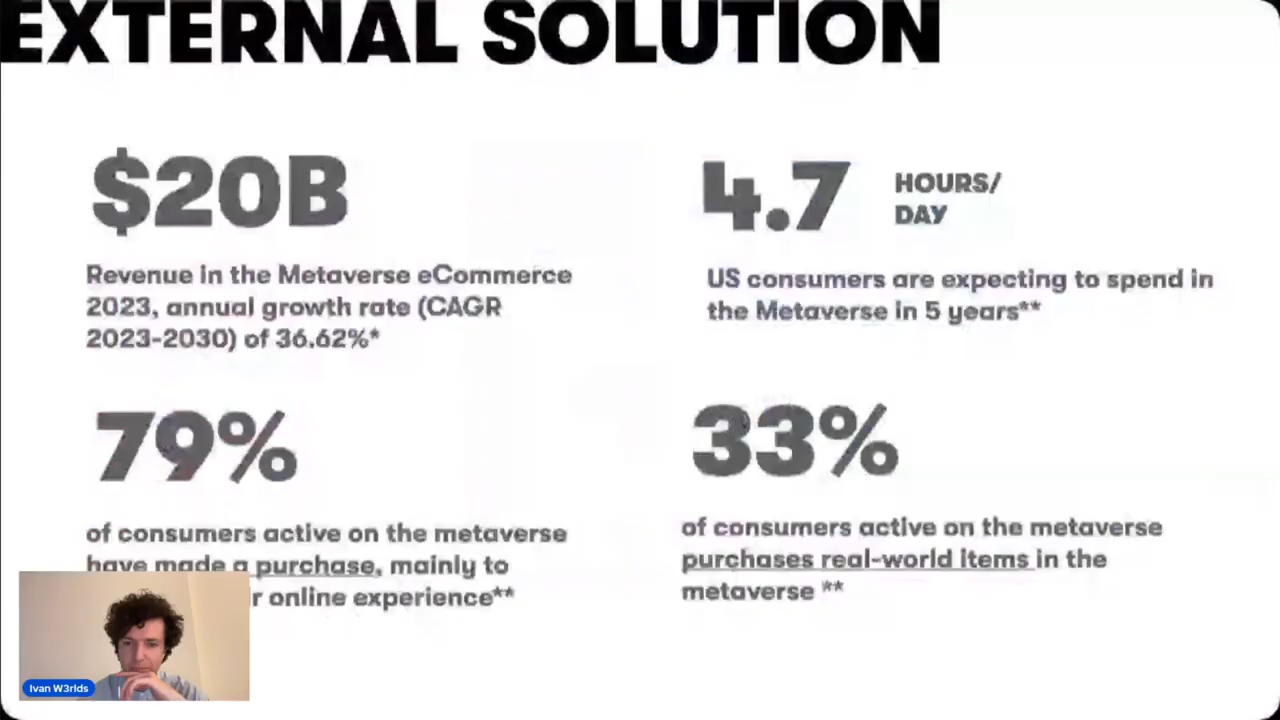 EXTERNAL SOLUTION
$20B
Revenue in the Metaverse eCommerce
2023, annual growth rate (CAGR
2023-2030) of 36.62%*
4.7
HOURS/
DAY
US consumers are expecting to spend in
the Metaverse in 5 years**
79%
of consumers active on the metaverse
have made a purchase, mainly to
online experience**
33%
of consumers active on the metaverse
purchases real-world items in the
metaverse **
Ivan W3rlds